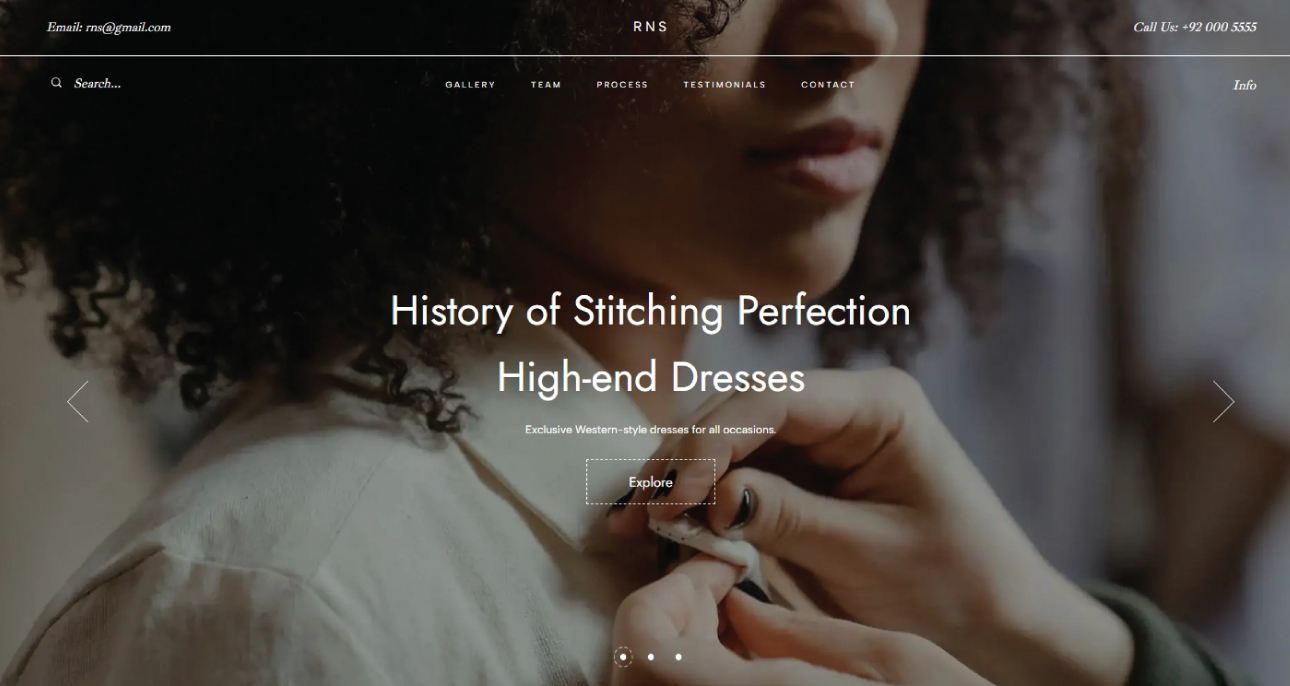 Email: rns@gmail.com
RNS
Call Us: +92 000 5555
Search...
GALLERY
TEAM
PROCESS
TESTIMONIALS
CONTACT
Info
History of Stitching Perfection
High-end Dresses
Exclusive Western-style dresses for all occasions.
Explore